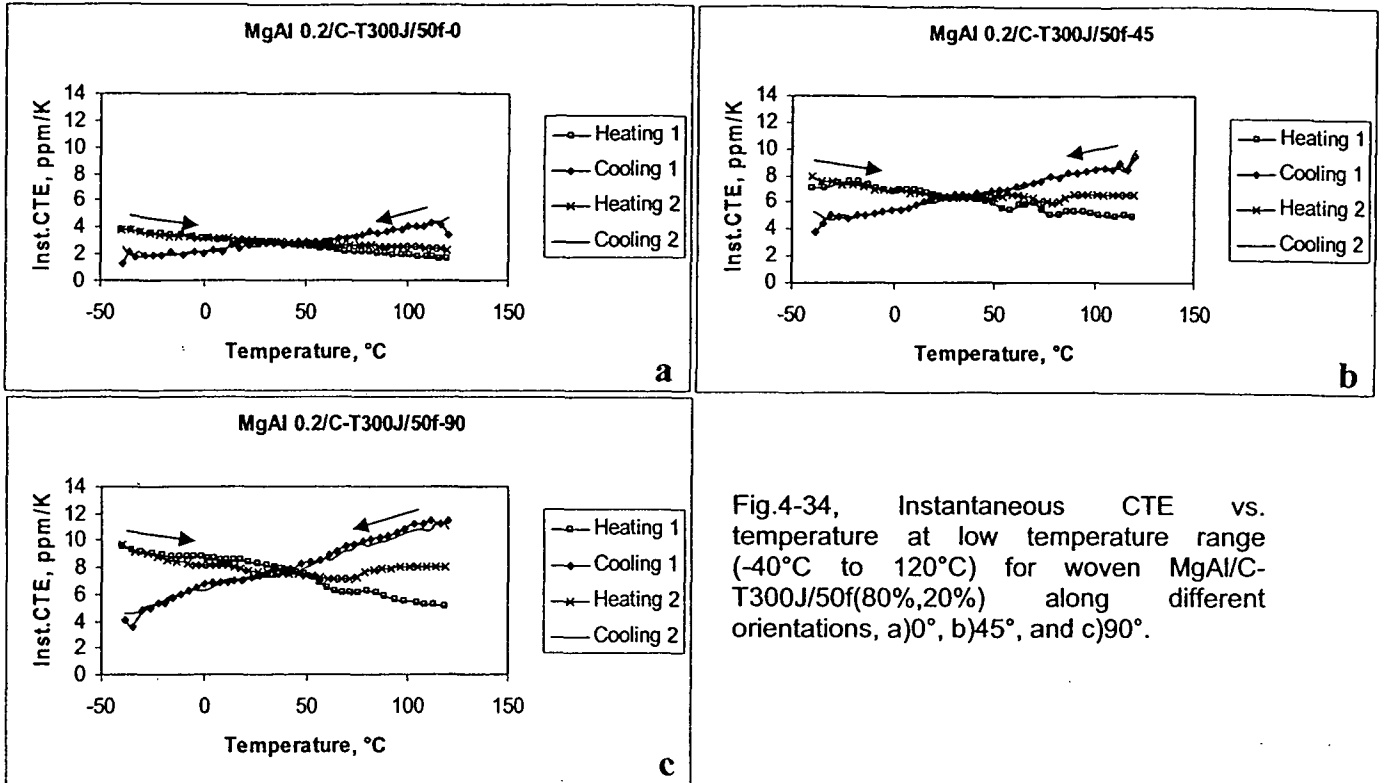 MgAl 0.2/C-T300J/50f-0
Inst.CTE, ppm/K
14
12
10
8
6
4
2
0
-50 0 50 100 150
Temperature, °C
Heating 1
Cooling 1
Heating 2
Cooling 2
a
MgAl 0.2/C-T300J/50f-45
Inst.CTE, ppm/K
14
12
10
8
6
4
2
0
-50 0 50 100 150
Temperature, °C
Heating 1
Cooling 1
Heating 2
Cooling 2
b
MgAl 0.2/C-T300J/50f-90
Inst.CTE, ppm/K
14
12
10
8
6
4
2
0
-50 0 50 100 150
Temperature, °C
Heating 1
Cooling 1
Heating 2
Cooling 2
c
Fig.4-34, Instantaneous CTE vs.
temperature at low temperature range
(-40°C to 120°C) for woven MgAl/C-
T300J/50f(80%,20%) along different
orientations, a)0°, b)45°, and c)90°.